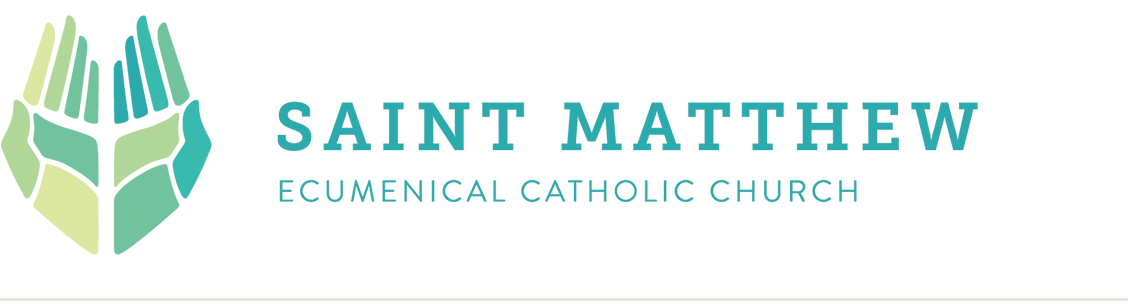 SAINT MATTHEW
ECUMENICAL CATHOLIC CHURCH